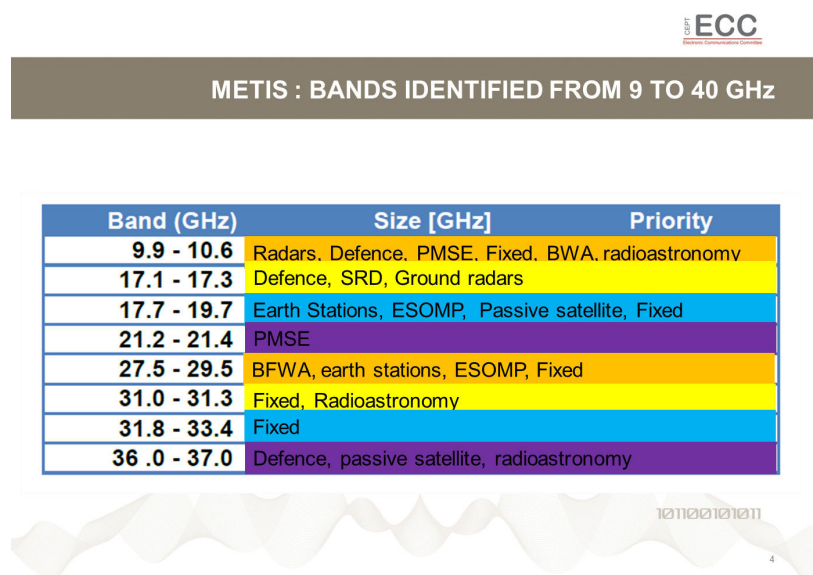 CEPT ECC
Electronic Communications Committee
METIS : BANDS IDENTIFIED FROM 9 TO 40 GHz
Band (GHz) Size [GHz] Priority
9.9 - 10.6 Radars, Defence, PMSE, Fixed, BWA, radioastronomy
17.1 - 17.3 Defence, SRD, Ground radars
17.7 - 19.7 Earth Stations, ESOMP, Passive satellite, Fixed
21.2 - 21.4 PMSE
27.5 - 29.5 BFWA, earth stations, ESOMP, Fixed
31.0 - 31.3 Fixed, Radioastronomy
31.8 - 33.4 Fixed
36 .0 - 37.0 Defence, passive satellite, radioastronomy
101100101011
4